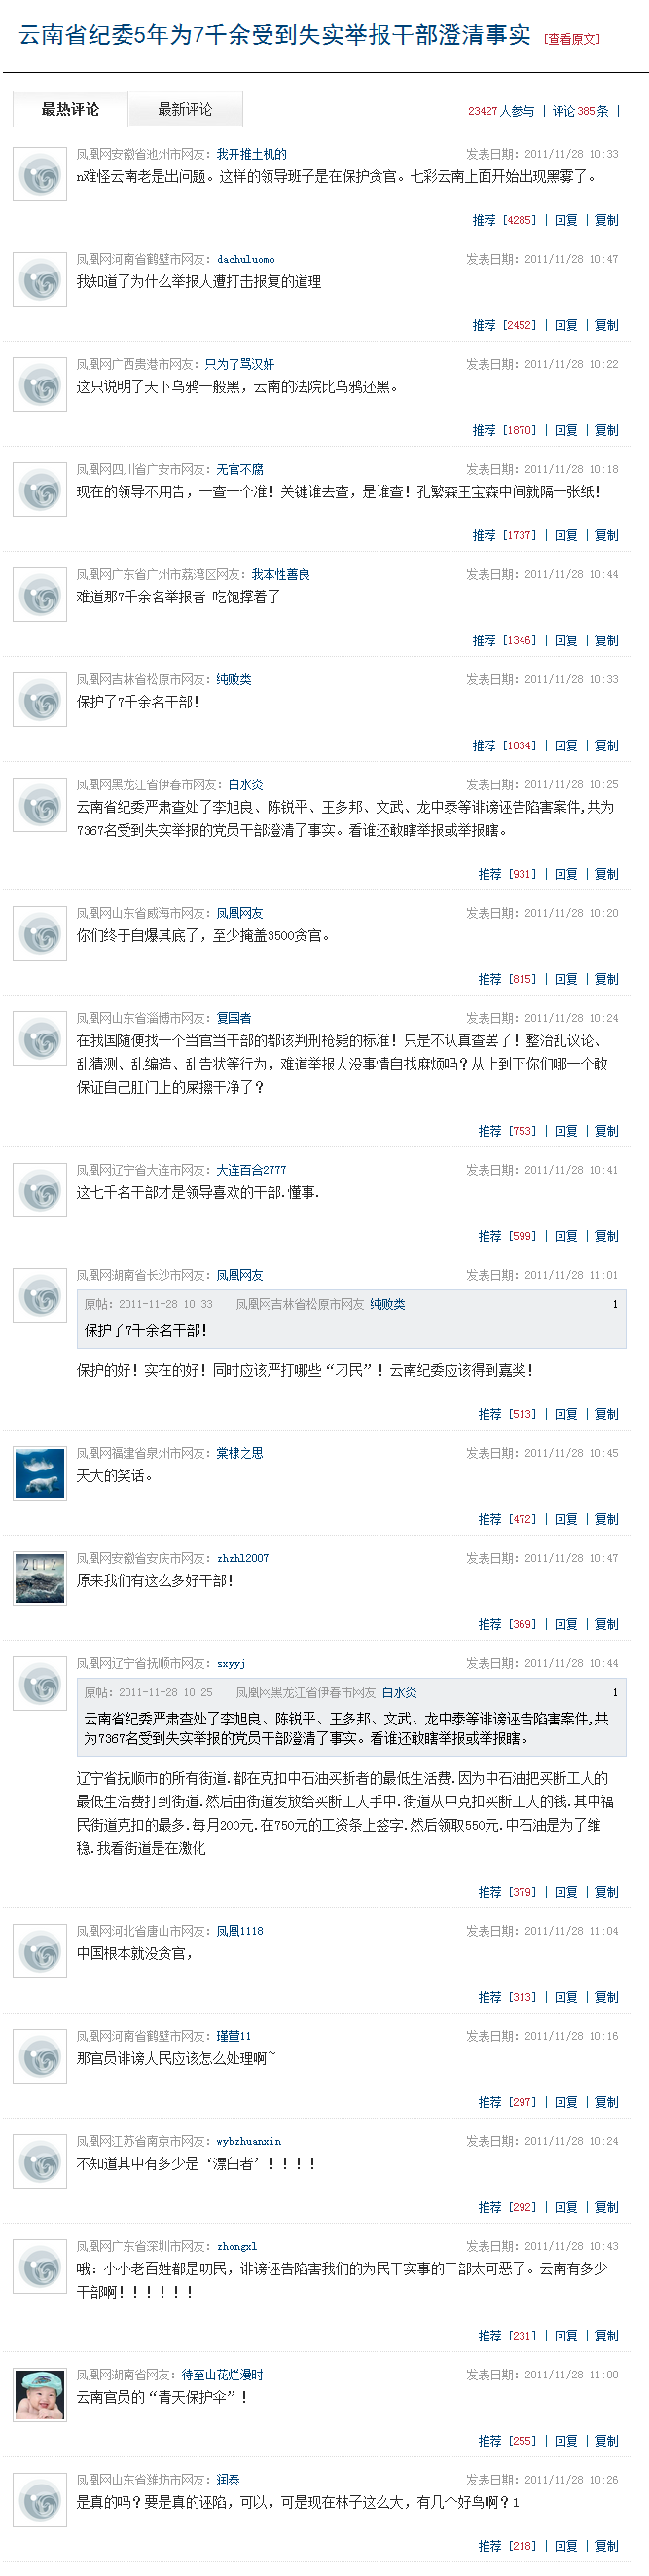 云南省纪委5年为7千余受到失实举报干部澄清事实 [查看原文]
最热评论 最新评论 23427人参与 | 评论385条 |
凤凰网安徽省池州市网友: 我开推土机的 发表日期: 2011/11/28 10:33
n难怪云南老是出问题。这样的领导班子是在保护贪官。七彩云南上面开始出现黑雾了。
推荐 [4285] | 回复 | 复制
凤凰网河南省鹤壁市网友: dachuluomo 发表日期: 2011/11/28 10:47
我知道了为什么举报人遭打击报复的道理
推荐 [2452] | 回复 | 复制
凤凰网广西贵港市网友: 只为了骂汉奸 发表日期: 2011/11/28 10:22
这只说明了天下乌鸦一般黑，云南的法院比乌鸦还黑。
推荐 [1870] | 回复 | 复制
凤凰网四川省广安市网友: 无官不腐 发表日期: 2011/11/28 10:18
现在的领导不用告，一查一个准！关键谁去查，是谁查！孔繁森王宝森中间就隔一张纸！
推荐 [1737] | 回复 | 复制
凤凰网广东省广州市荔湾区网友: 我本性善良 发表日期: 2011/11/28 10:44
难道那7千余名举报者 吃饱撑着了
推荐 [1346] | 回复 | 复制
凤凰网吉林省松原市网友: 纯败类 发表日期: 2011/11/28 10:33
保护了7千余名干部！
推荐 [1034] | 回复 | 复制
凤凰网黑龙江省伊春市网友: 白水炎 发表日期: 2011/11/28 10:25
云南省纪委严肃查处了李旭良、陈锐平、王多邦、文武、龙中泰等诽谤诬告陷害案件,共为
7367名受到失实举报的党员干部澄清了事实。看谁还敢瞎举报或举报瞎。
推荐 [931] | 回复 | 复制
凤凰网山东省威海市网友: 凤凰网友 发表日期: 2011/11/28 10:20
你们终于自爆其底了，至少掩盖3500贪官。
推荐 [815] | 回复 | 复制
凤凰网山东省淄博市网友: 复国者 发表日期: 2011/11/28 10:24
在我国随便找一个当官当干部的都该判刑枪毙的标准！只是不认真查罢了！整治乱议论、
乱猜测、乱编造、乱告状等行为，难道举报人没事情自找麻烦吗？从上到下你们哪一个敢
保证自己肛门上的屎擦干净了？
推荐 [753] | 回复 | 复制
凤凰网辽宁省大连市网友: 大连百合2777 发表日期: 2011/11/28 10:41
这七千名干部才是领导喜欢的干部.懂事.
推荐 [599] | 回复 | 复制
凤凰网湖南省长沙市网友: 凤凰网友 发表日期: 2011/11/28 11:01
原帖: 2011-11-28 10:33 凤凰网吉林省松原市网友 纯败类 1
保护了7千余名干部！
保护的好！实在的好！同时应该严打哪些“刁民”！云南纪委应该得到嘉奖！
推荐 [513] | 回复 | 复制
凤凰网福建省泉州市网友: 棠棣之思 发表日期: 2011/11/28 10:45
天大的笑话。
推荐 [472] | 回复 | 复制
2012
凤凰网安徽省安庆市网友: zhzhl2007 发表日期: 2011/11/28 10:47
原来我们有这么多好干部！
推荐 [369] | 回复 | 复制
凤凰网辽宁省抚顺市网友: sxyyj 发表日期: 2011/11/28 10:44
原帖: 2011-11-28 10:25 凤凰网黑龙江省伊春市网友 白水炎 1
云南省纪委严肃查处了李旭良、陈锐平、王多邦、文武、龙中泰等诽谤诬告陷害案件,共
为7367名受到失实举报的党员干部澄清了事实。看谁还敢瞎举报或举报瞎。
辽宁省抚顺市的所有街道.都在克扣中石油买断者的最低生活费.因为中石油把买断工人的
最低生活费打到街道.然后由街道发放给买断工人手中.街道从中克扣买断工人的钱.其中福
民街道克扣的最多.每月200元.在750元的工资条上签字.然后领取550元.中石油是为了维
稳.我看街道是在激化
推荐 [379] | 回复 | 复制
凤凰网河北省唐山市网友: 凤凰1118 发表日期: 2011/11/28 11:04
中国根本就没贪官，
推荐 [313] | 回复 | 复制
凤凰网河南省鹤壁市网友: 瑾萱11 发表日期: 2011/11/28 10:16
那官员诽谤人民应该怎么处理啊~
推荐 [297] | 回复 | 复制
凤凰网江苏省南京市网友: wybzhuanxin 发表日期: 2011/11/28 10:24
不知道其中有多少是‘漂白者’！！！！
推荐 [292] | 回复 | 复制
凤凰网广东省深圳市网友: zhongxl 发表日期: 2011/11/28 10:43
哦：小小老百姓都是叨民，诽谤诬告陷害我们的为民干实事的干部太可恶了。云南有多少
干部啊！！！！！！
推荐 [231] | 回复 | 复制
凤凰网湖南省网友: 待至山花烂漫时 发表日期: 2011/11/28 11:00
云南官员的“青天保护伞”！
推荐 [255] | 回复 | 复制
凤凰网山东省潍坊市网友: 润泰 发表日期: 2011/11/28 10:26
是真的吗？要是真的诬陷，可以，可是现在林子这么大，有几个好鸟啊？1
推荐 [218] | 回复 | 复制